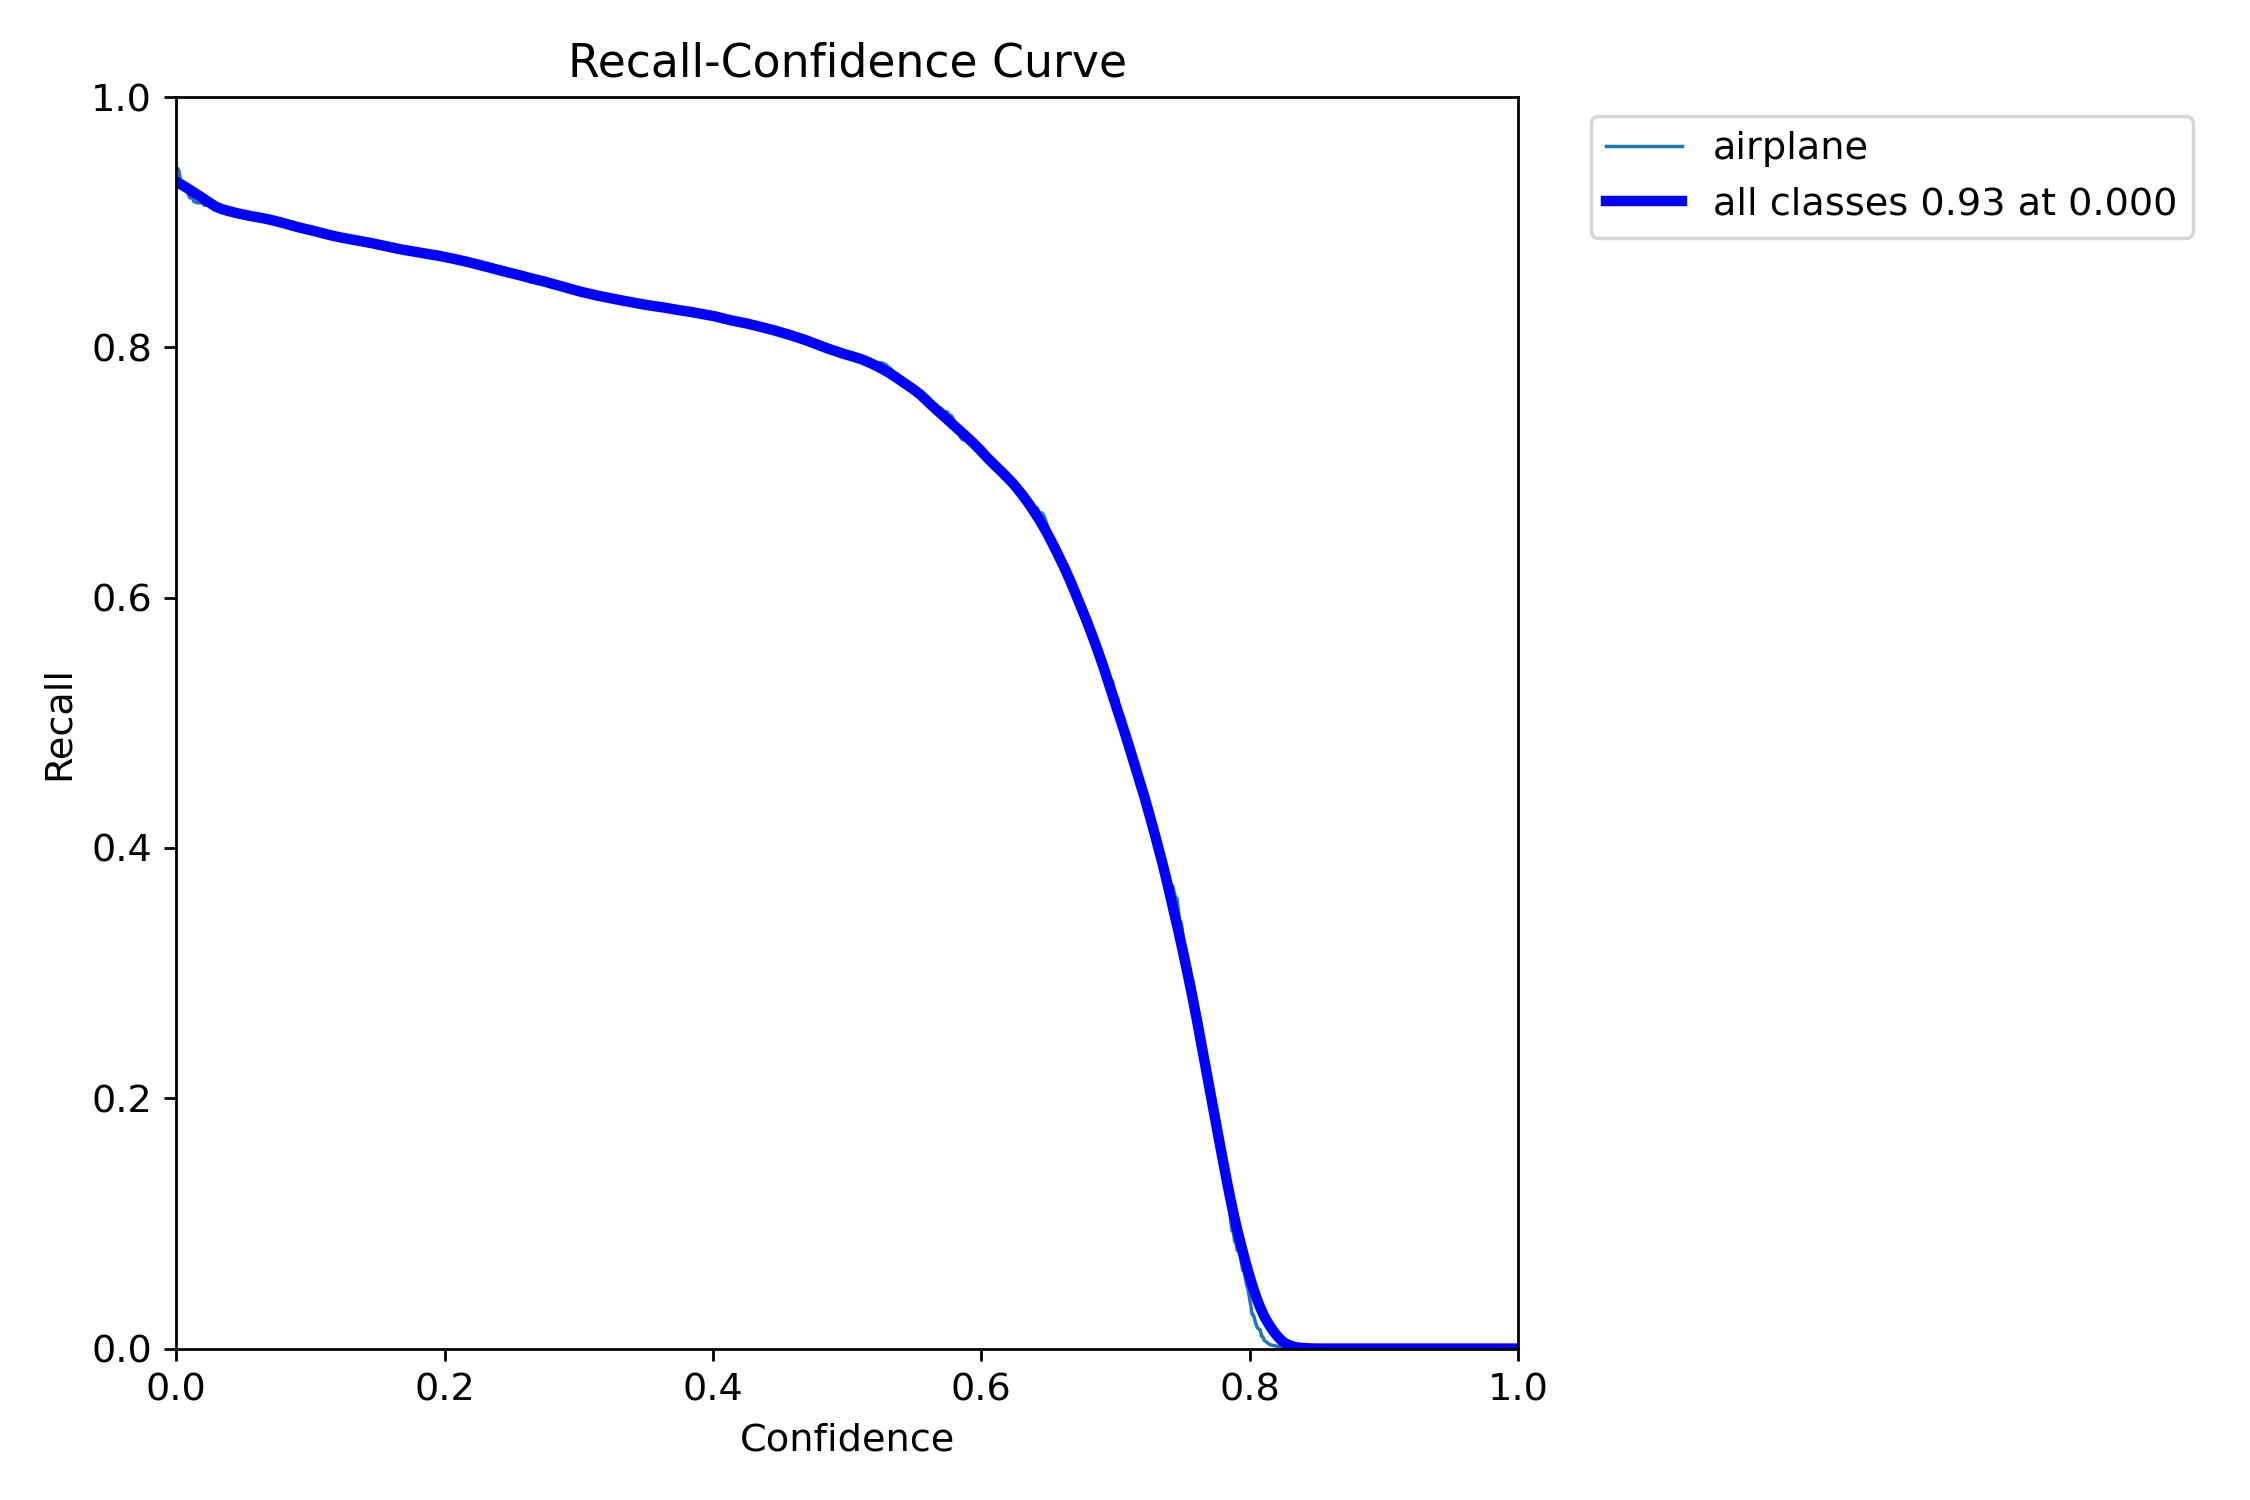 Recall-Confidence Curve
1.0
0.8
0.6
0.4
0.2
0.0
Recall
0.0 0.2 0.4 0.6 0.8 1.0
Confidence
airplane
all classes 0.93 at 0.000